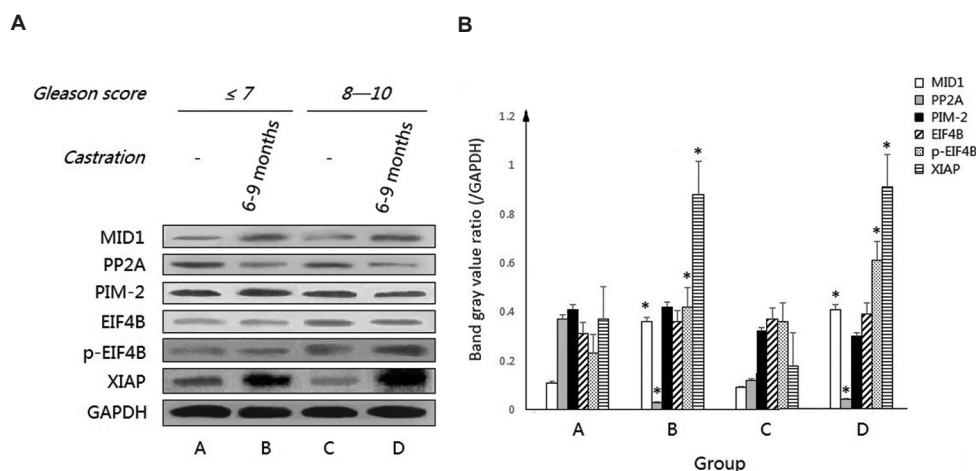 A
Gleason score
≤ 7
8—10
Castration
-
6-9 months
-
6-9 months
MID1
PP2A
PIM-2
EIF4B
p-EIF4B
XIAP
GAPDH
A B C D
B
MID1
PP2A
PIM-2
EIF4B
p-EIF4B
XIAP
Band gray value ratio (/GAPDH)
1.2
1
0.8
0.6
0.4
0.2
0
* * * *
* * * *
A B C D
Group